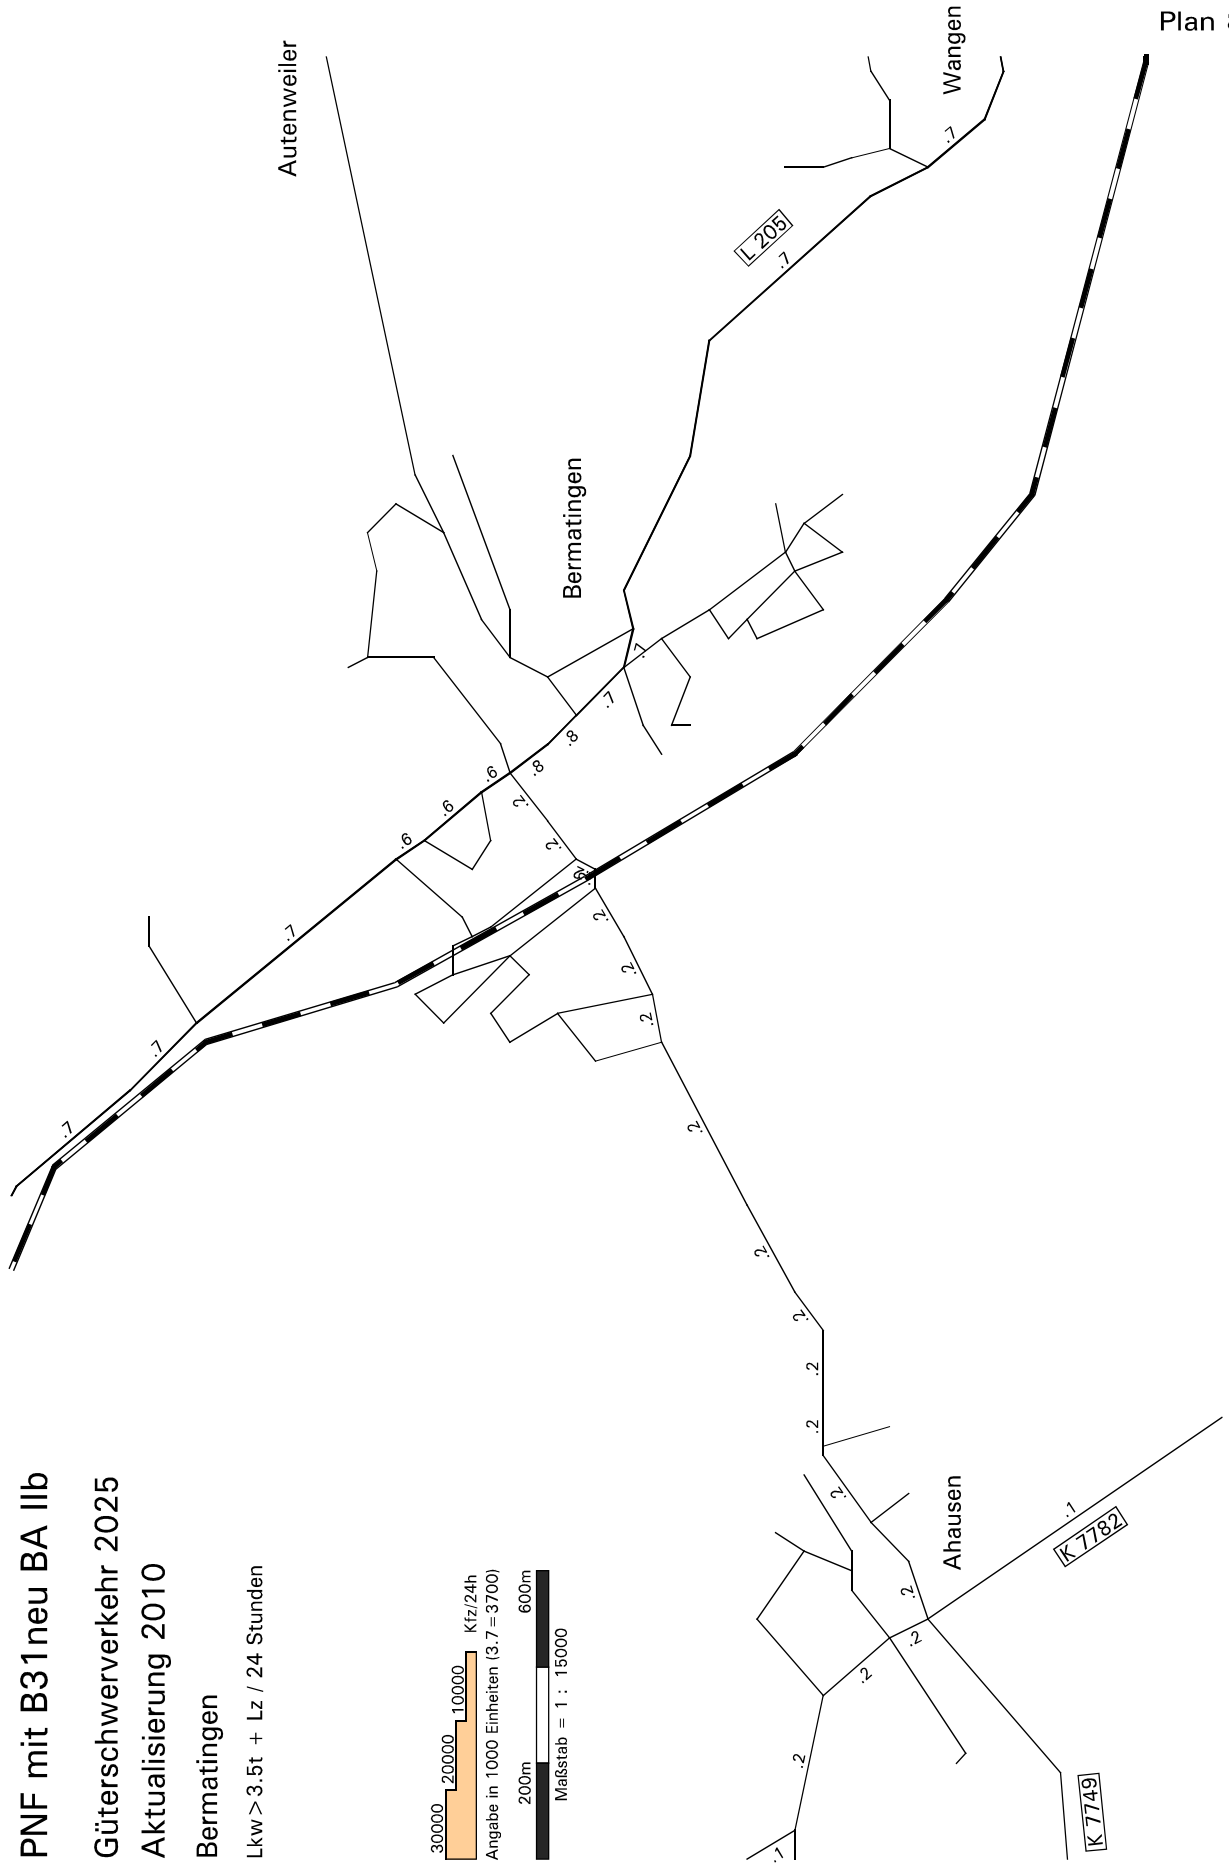 Plan
PNF mit B31neu BA IIb
Güterschwerverkehr 2025
Aktualisierung 2010
Bermatingen
Lkw>3.5t + Lz / 24 Stunden
30000
20000
10000
Kfz/24h
Angabe in 1000 Einheiten (3.7=3700)
200m
600m
Maßstab = 1 : 15000
Autenweiler
Wangen
.7
L 205
.7
Bermatingen
.1
.7
.8
.8
.6
.6
.6
.7
.7
.7
.2
.2
.2
.2
.2
.2
.2
.2
.2
.2
.2
.2
Ahausen
.2
.2
.2
.2
.1
.1
K 7782
K 7749